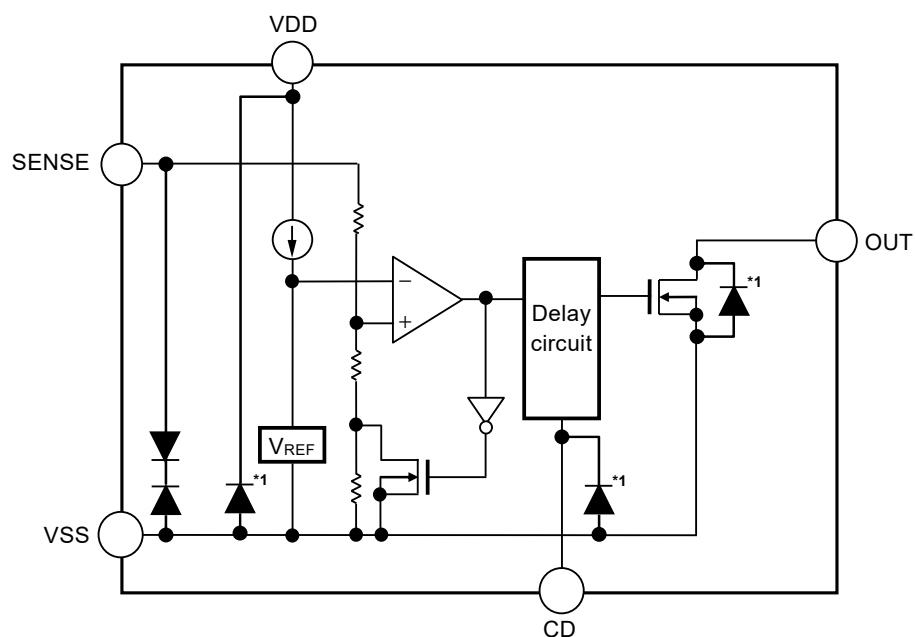 VDD
SENSE
OUT
*1
−
+
Delay
circuit
VREF
*1
*1
VSS
CD